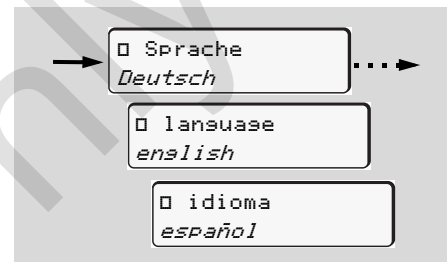 □ Sprache
Deutsch
□ language
english
□ idioma
español